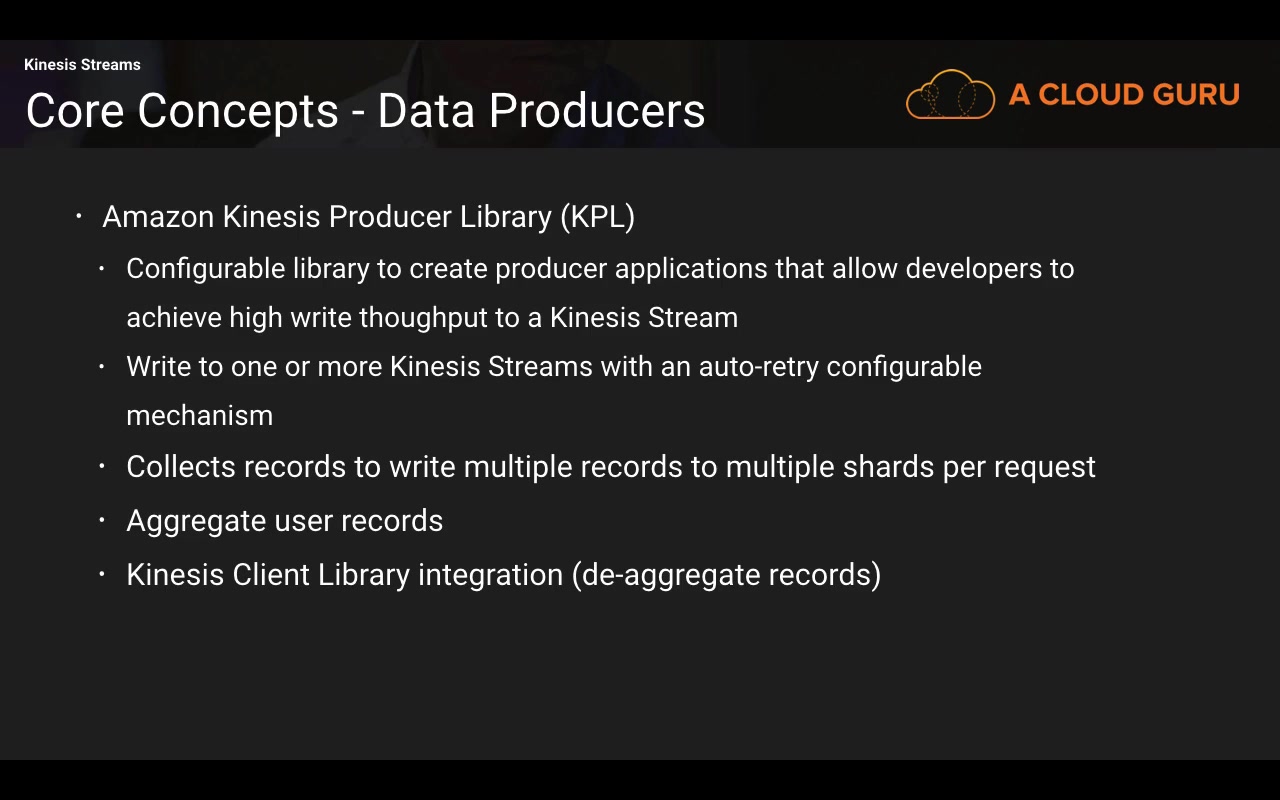 Kinesis Streams
Core Concepts - Data Producers
A CLOUD GURU
• Amazon Kinesis Producer Library (KPL)
• Configurable library to create producer applications that allow developers to
achieve high write thoughput to a Kinesis Stream
• Write to one or more Kinesis Streams with an auto-retry configurable
mechanism
• Collects records to write multiple records to multiple shards per request
• Aggregate user records
• Kinesis Client Library integration (de-aggregate records)